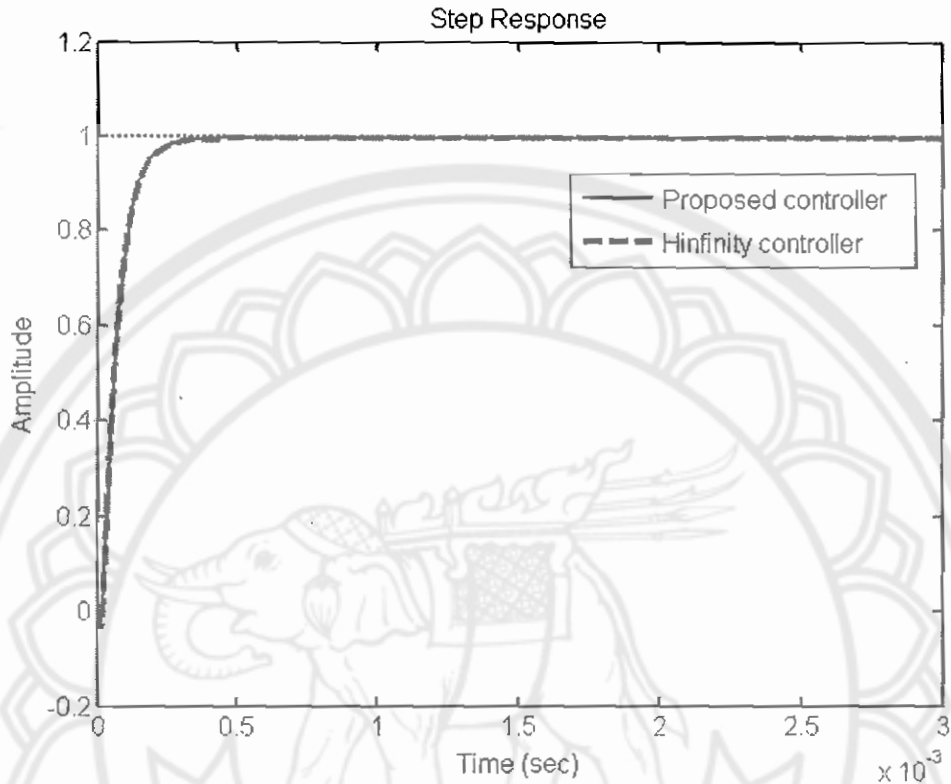 Step Response
1.2
1
0.8
0.6
0.4
0.2
0
-0.2
Amplitude
Proposed controller
Hinfinity controller
0 0.5 1 1.5 2 2.5 3
Time (sec)
x 10^-3